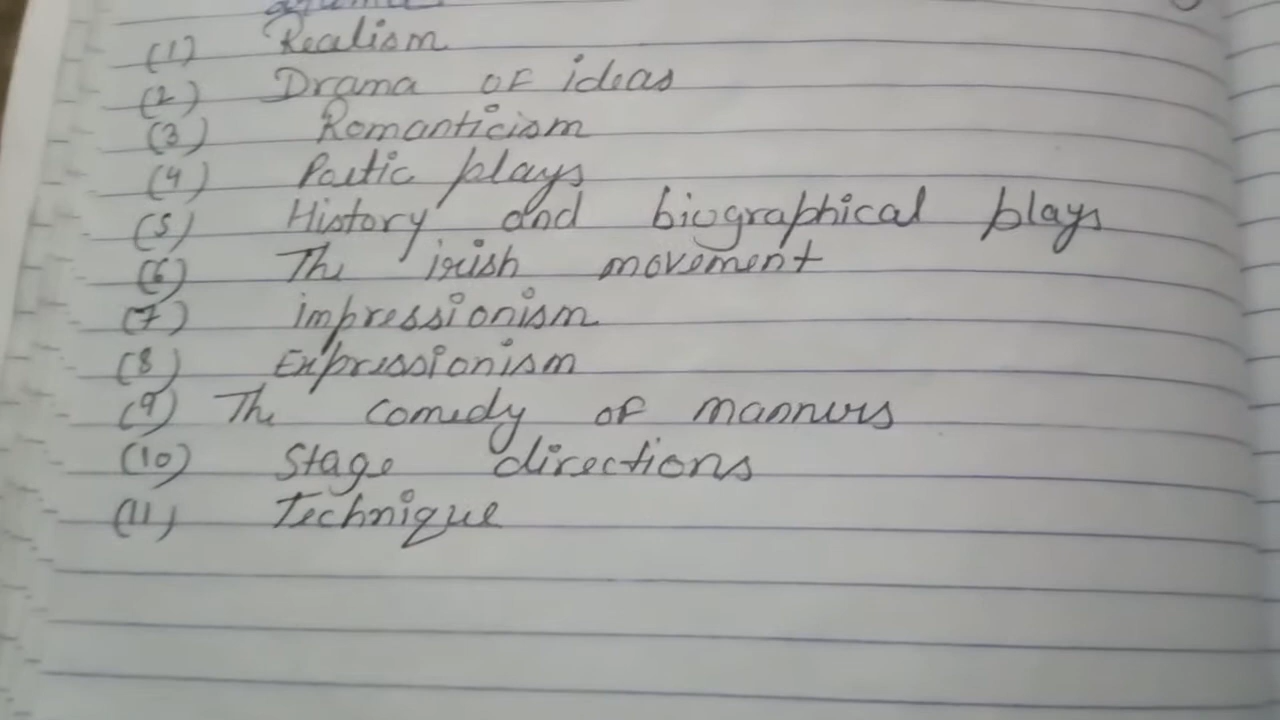 (1) Realism
(2) Drama of ideas
(3) Romanticism
(4) Poetic plays
(5) History and biographical plays
(6) The irish movement
(7) impressionism
(8) Expressionism
(9) The comedy of manners
(10) Stage directions
(11) Technique